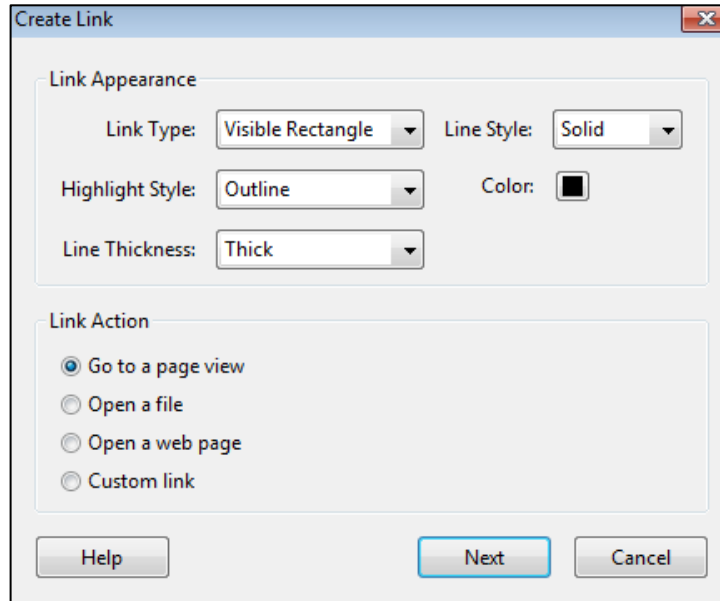 Create Link
Link Appearance
Link Type: Visible Rectangle Line Style: Solid
Highlight Style: Outline Color:
Line Thickness: Thick
Link Action
Go to a page view
Open a file
Open a web page
Custom link
Help Next Cancel